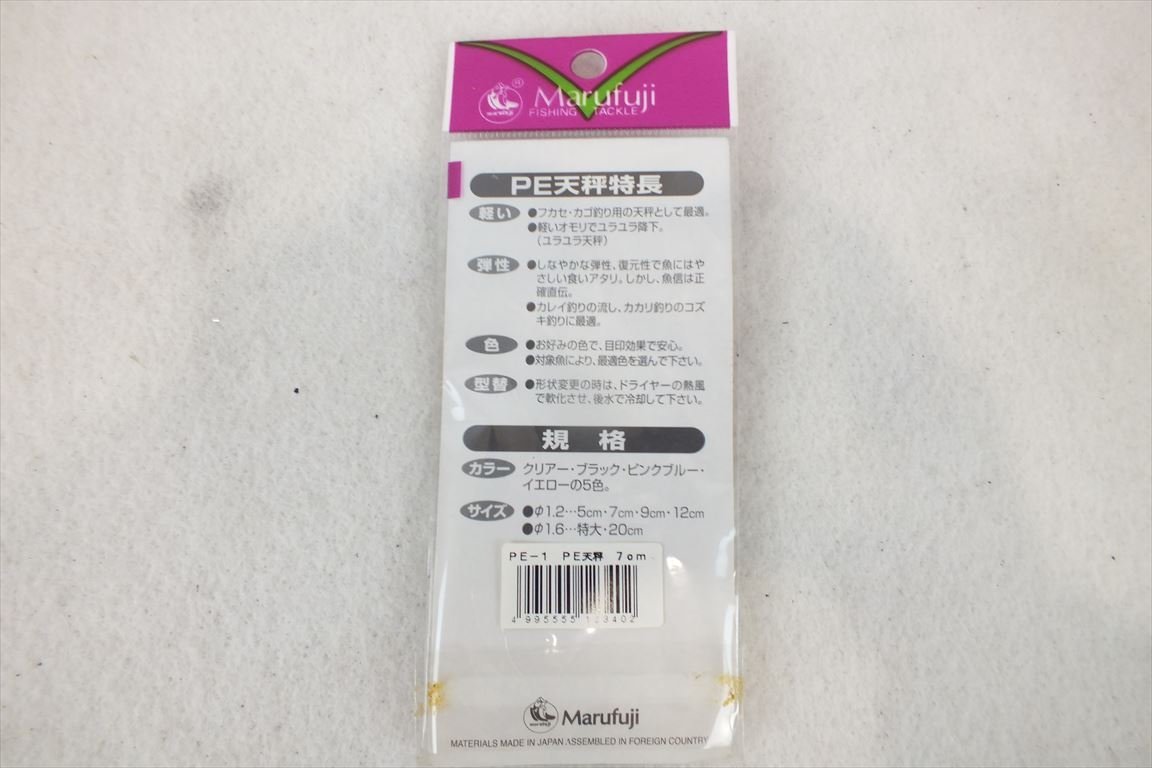 Marufuji
FISHING TACKLE
PE天秤特長
軽い
●フカセ・カゴ釣り用の天秤として最適。
●軽いオモリでユラユラ降下。
(ユラユラ天秤)
弾性
●しなやかな弾性、復元性で魚にはや
さしい食いアタリ。しかし、魚信は正
確直伝。
●カレイ釣りの流し、カカリ釣りのコズ
キ釣りに最適。
色
●お好みの色で、目印効果で安心。
●対象魚により、最適色を選んで下さい。
型替
●形状変更の時は、ドライヤーの熱風
で軟化させ、後水で冷却して下さい。
規格
カラー
クリアー・ブラック・ピンクブルー・
イエローの5色。
サイズ
●φ1.2…5cm・7cm・9cm・12cm
●φ1.6…特大・20cm
PE-1 PE天秤 7cm
4 995555
Marufuji
MATERIALS MADE IN JAPAN ASSEMBLED IN FOREIGN COUNTRY